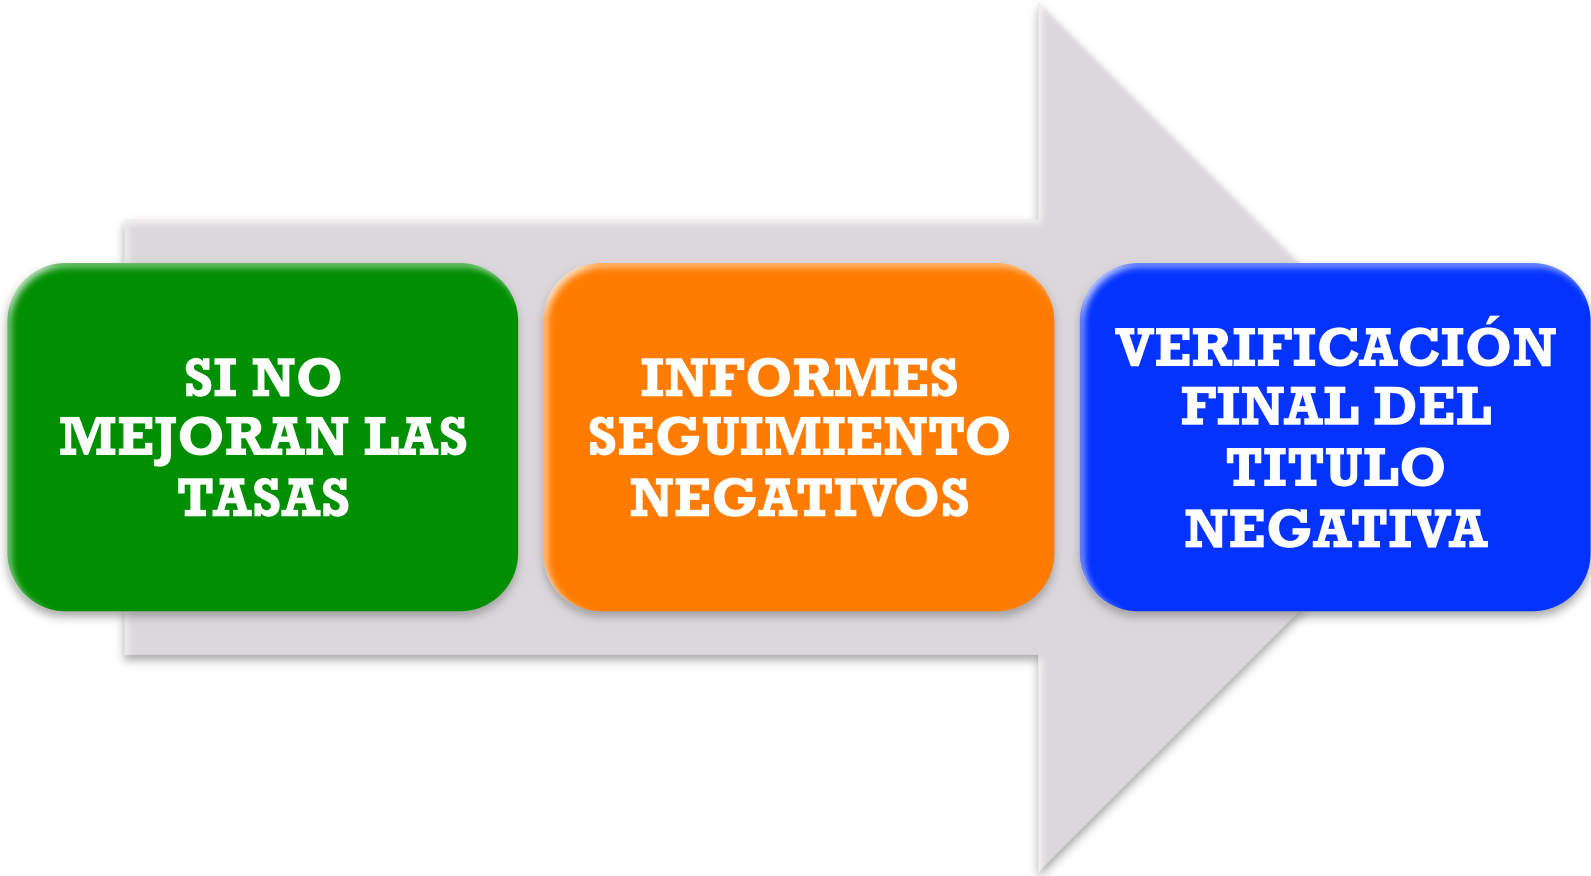 SI NO
MEJORAN LAS
TASAS
INFORMES
SEGUIMIENTO
NEGATIVOS
VERIFICACIÓN
FINAL DEL
TITULO
NEGATIVA